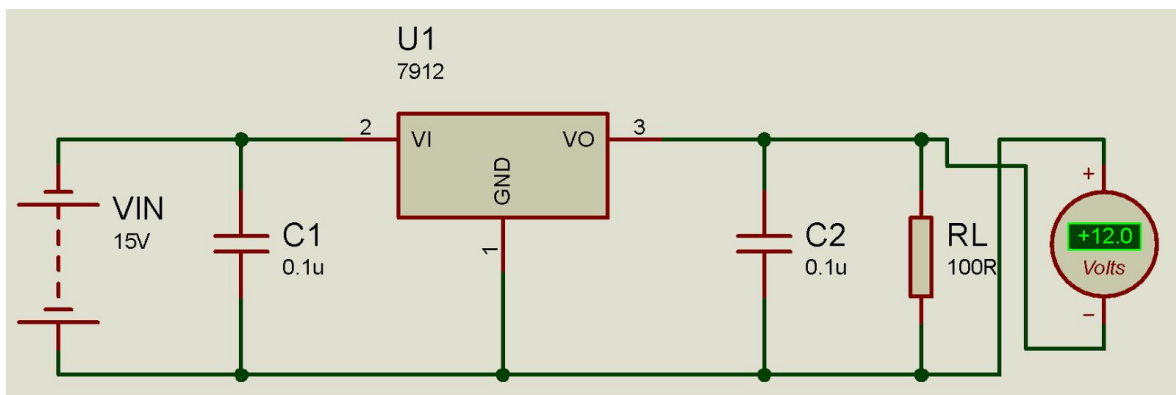 U1
7912
2
VI
VO
3
GND
1
VIN
15V
C1
0.1u
C2
0.1u
RL
100R
+
+12.0
Volts
−